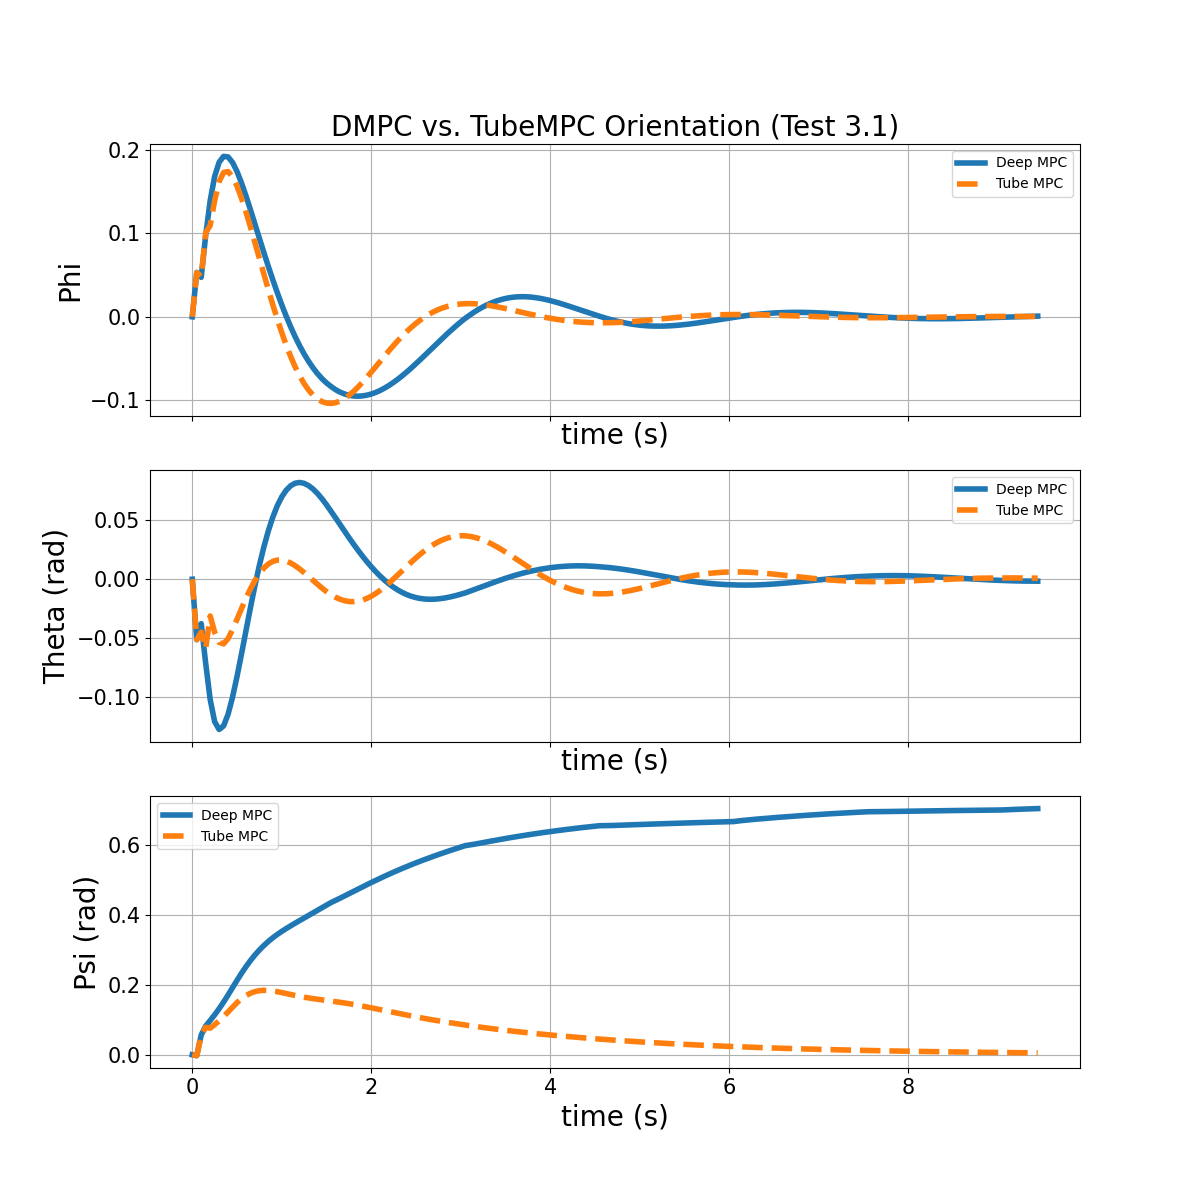 DMPC vs. TubeMPC Orientation (Test 3.1)
Deep MPC
Tube MPC
0.2
0.1
0.0
−0.1
Phi
time (s)
Deep MPC
Tube MPC
0.05
0.00
−0.05
−0.10
Theta (rad)
time (s)
Deep MPC
Tube MPC
0.6
0.4
0.2
0.0
Psi (rad)
0 2 4 6 8
time (s)